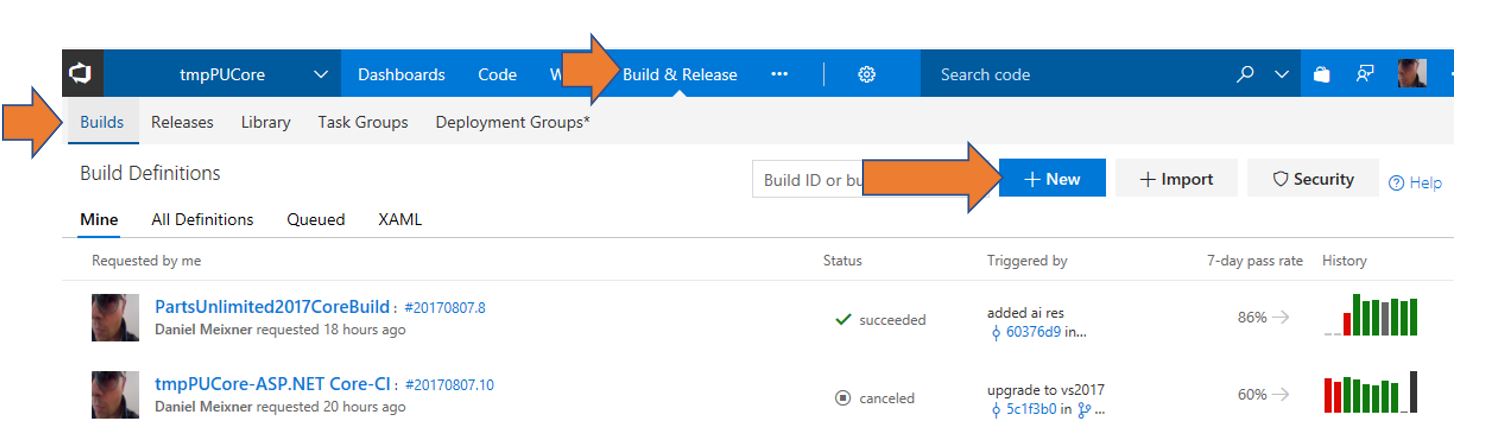 tmpPUCore Dashboards Code W Build & Release ... Search code
Builds Releases Library Task Groups Deployment Groups*
Build Definitions
Build ID or bu + New + Import Security Help
Mine All Definitions Queued XAML
Requested by me Status Triggered by 7-day pass rate History
PartsUnlimited2017CoreBuild : #20170807.8
Daniel Meixner requested 18 hours ago
succeeded
added ai res
60376d9 in...
86%
tmpPUCore-ASP.NET Core-CI : #20170807.10
Daniel Meixner requested 20 hours ago
canceled
upgrade to vs2017
5c1f3b0 in ...
60%